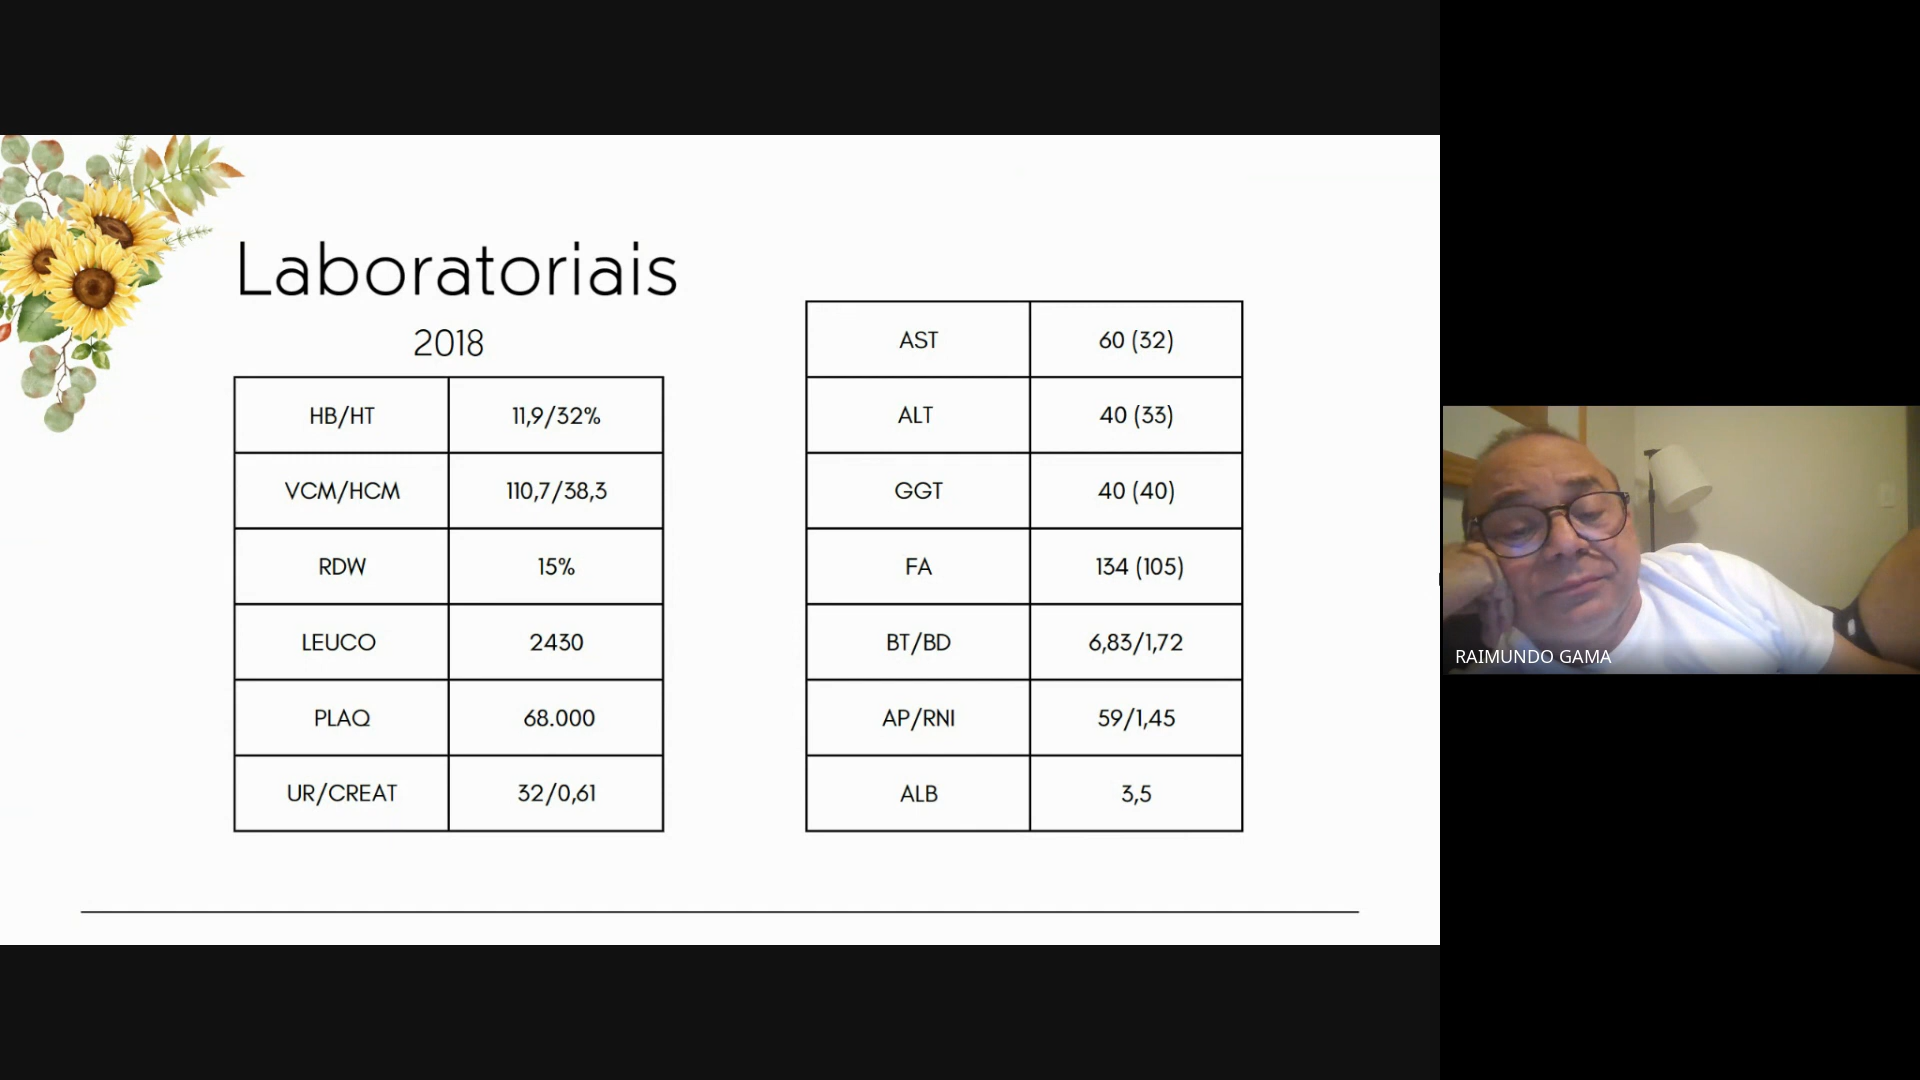 Laboratoriais
2018
HB/HT 11,9/32%
VCM/HCM 110,7/38,3
RDW 15%
LEUCO 2430
PLAQ 68.000
UR/CREAT 32/0,61
AST 60 (32)
ALT 40 (33)
GGT 40 (40)
FA 134 (105)
BT/BD 6,83/1,72
AP/RNI 59/1,45
ALB 3,5
RAIMUNDO GAMA